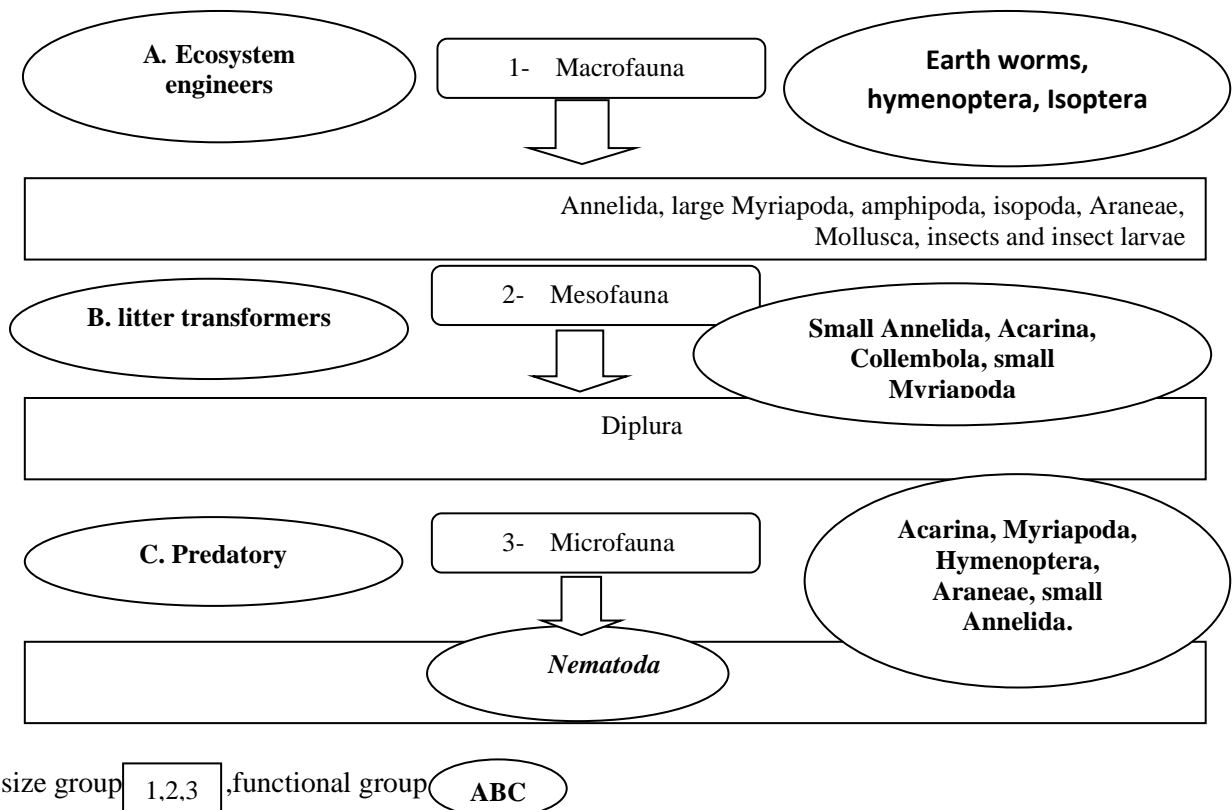 A. Ecosystem
engineers
1- Macrofauna
Earth worms,
hymenoptera, Isoptera
Annelida, large Myriapoda, amphipoda, isopoda, Araneae,
Mollusca, insects and insect larvae
B. litter transformers
2- Mesofauna
Small Annelida, Acarina,
Collembola, small
Myriapoda
Diplura
C. Predatory
3- Microfauna
Acarina, Myriapoda,
Hymenoptera,
Araneae, small
Annelida.
Nematoda
size group 1,2,3 ,functional group ABC